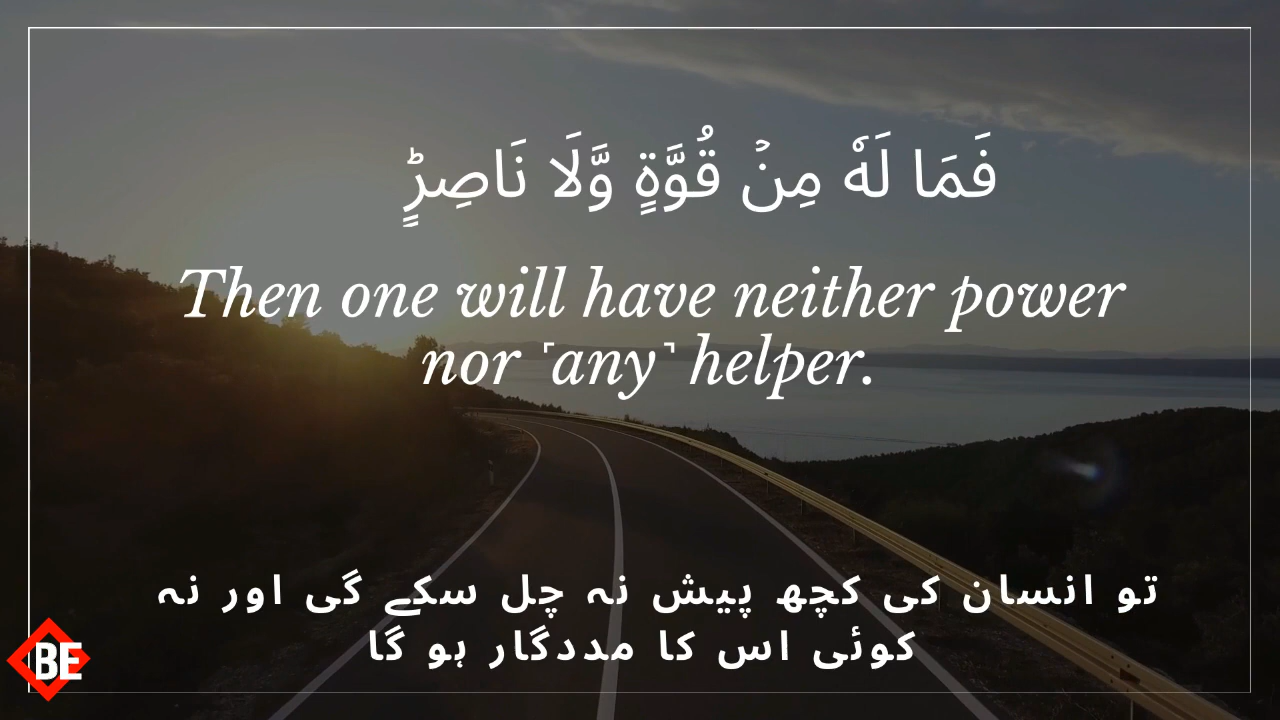 فَمَا لَهٗ مِنۡ قُوَّةٍ وَّلَا نَاصِرٍؕ
Then one will have neither power
nor ˹any˺ helper.
تو انسان کی کچھ پیش نہ چل سکے گی اور نہ
کوئی اس کا مددگار ہو گا
BE